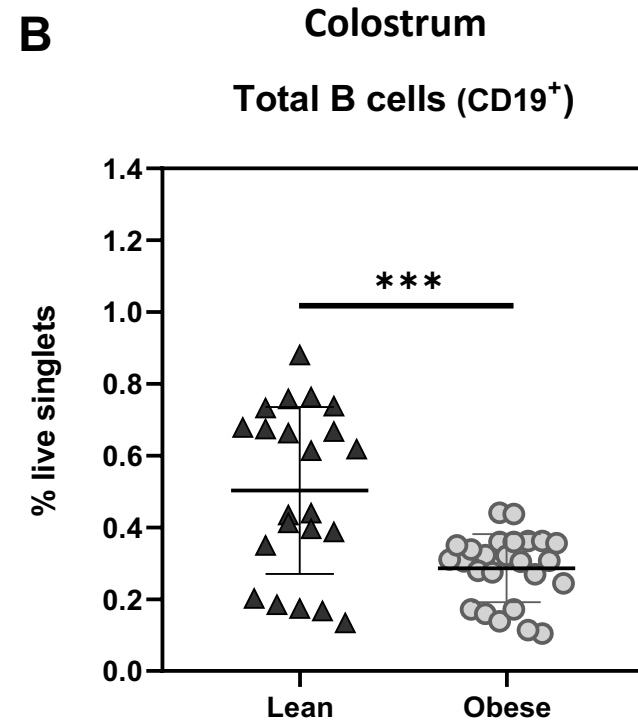 B
Colostrum
Total B cells (CD19⁺)
% live singlets
1.4
1.2
1.0
0.8
0.6
0.4
0.2
0.0
***
Lean
Obese